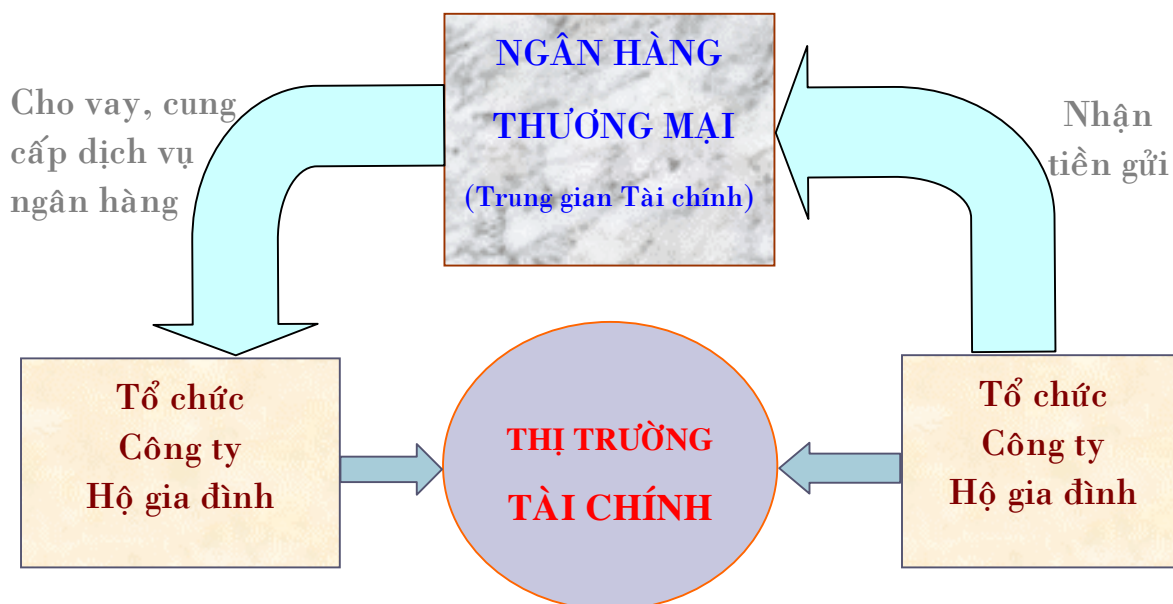 NGÂN HÀNG
THƯƠNG MẠI
(Trung gian Tài chính)
Cho vay, cung
cấp dịch vụ
ngân hàng
Nhận
tiền gửi
Tổ chức
Công ty
Hộ gia đình
THỊ TRƯỜNG
TÀI CHÍNH
Tổ chức
Công ty
Hộ gia đình